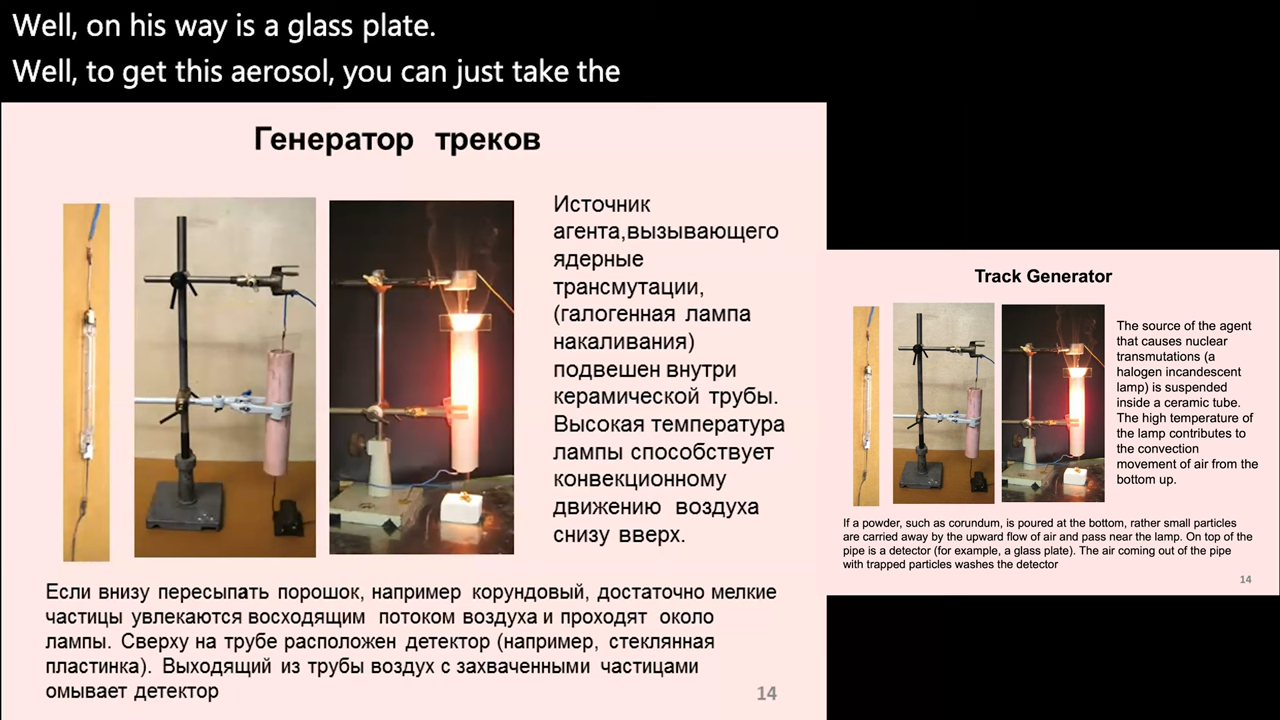 Well, on his way is a glass plate.
Well, to get this aerosol, you can just take the
Генератор треков
Источник
агента,вызывающего
ядерные
трансмутации,
(галогенная лампа
накаливания)
подвешен внутри
керамической трубы.
Высокая температура
лампы способствует
конвекционному
движению воздуха
снизу вверх.
Если внизу пересыпать порошок, например корундовый, достаточно мелкие
частицы увлекаются восходящим потоком воздуха и проходят около
лампы. Сверху на трубе расположен детектор (например, стеклянная
пластинка). Выходящий из трубы воздух с захваченными частицами
омывает детектор
14
Track Generator
The source of the agent
that causes nuclear
transmutations (a
halogen incandescent
lamp) is suspended
inside a ceramic tube.
The high temperature of
the lamp contributes to
the convection
movement of air from the
bottom up.
If a powder, such as corundum, is poured at the bottom, rather small particles
are carried away by the upward flow of air and pass near the lamp. On top of the
pipe is a detector (for example, a glass plate). The air coming out of the pipe
with trapped particles washes the detector
14